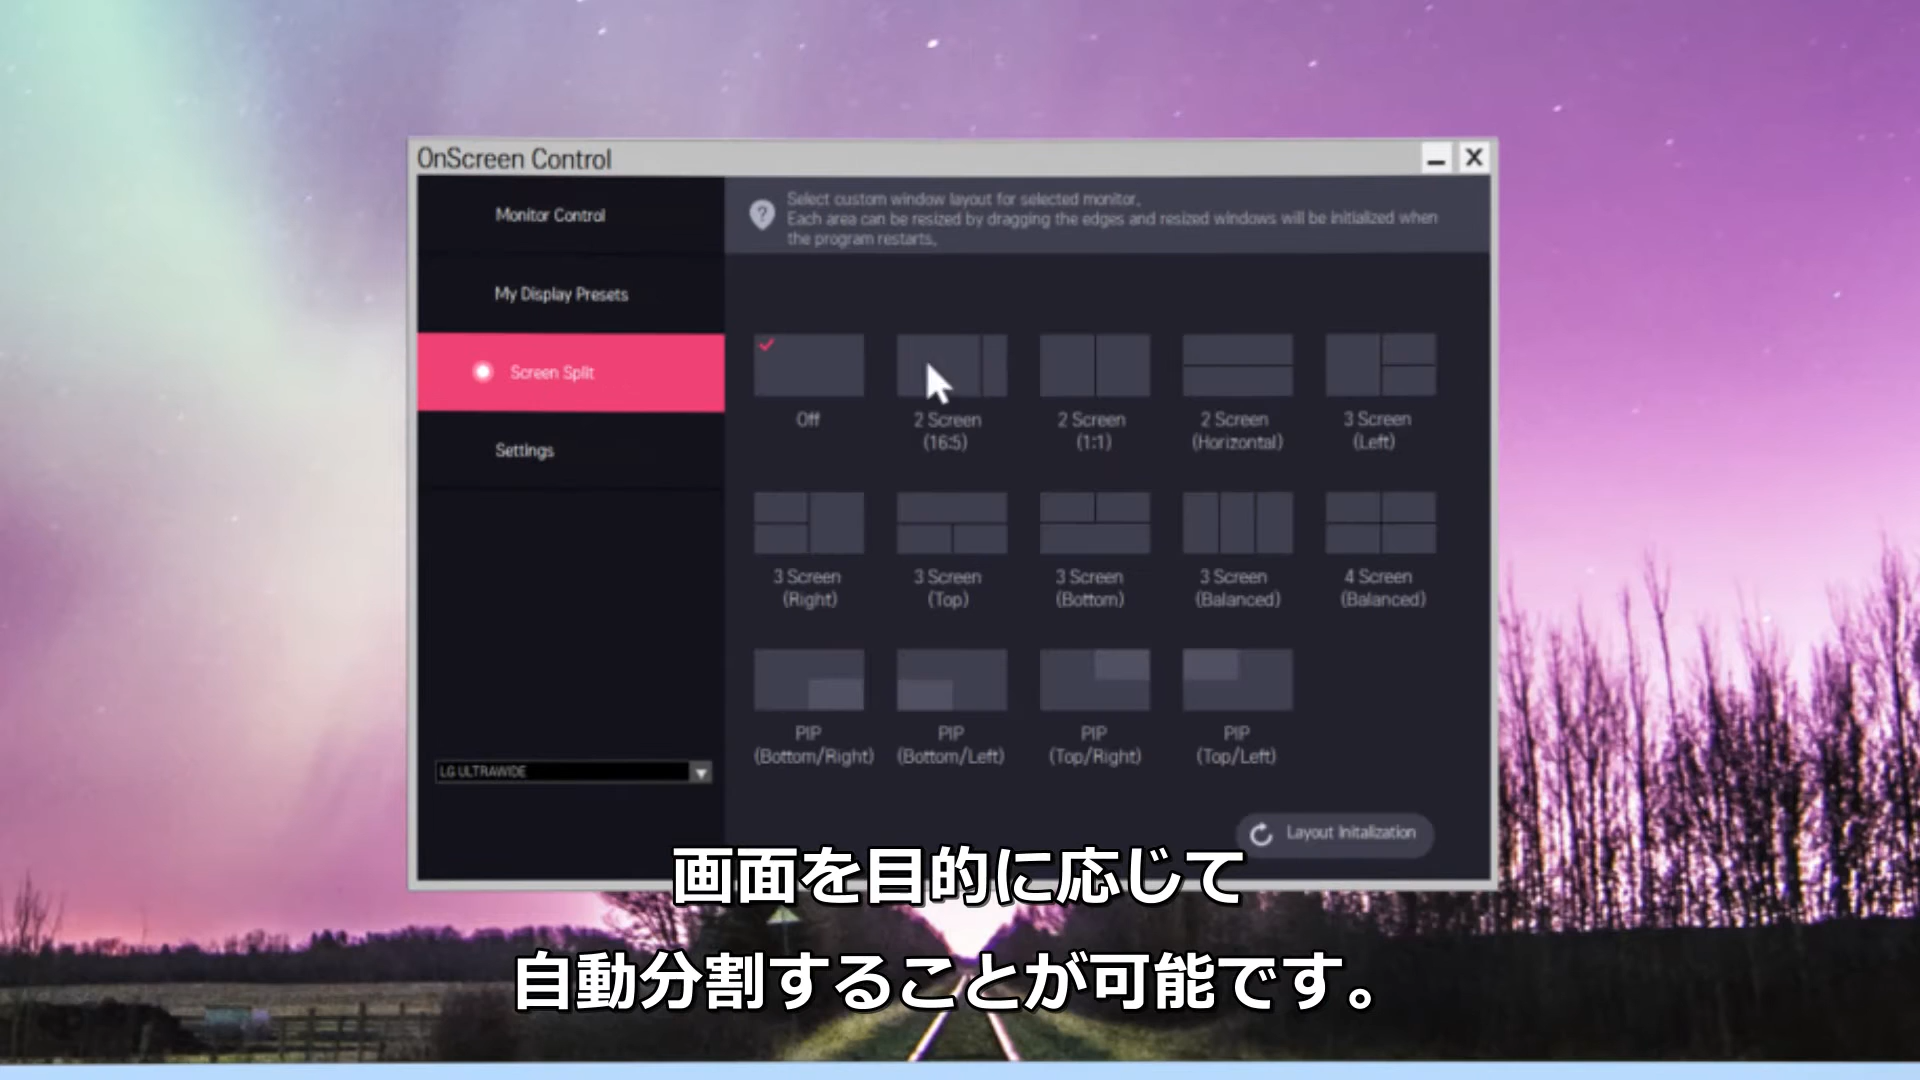 OnScreen Control
Monitor Control
My Display Presets
Screen Split
Settings
LG ULTRAWIDE
Select custom window layout for selected monitor.
Each area can be resized by dragging the edges and resized windows will be initialized when
the program restarts.
Off
2 Screen
(16:5)
2 Screen
(1:1)
2 Screen
(Horizontal)
3 Screen
(Left)
3 Screen
(Right)
3 Screen
(Top)
3 Screen
(Bottom)
3 Screen
(Balanced)
4 Screen
(Balanced)
PIP
(Bottom/Right)
PIP
(Bottom/Left)
PIP
(Top/Right)
PIP
(Top/Left)
Layout Initalization
画面を目的に応じて
自動分割することが可能です。